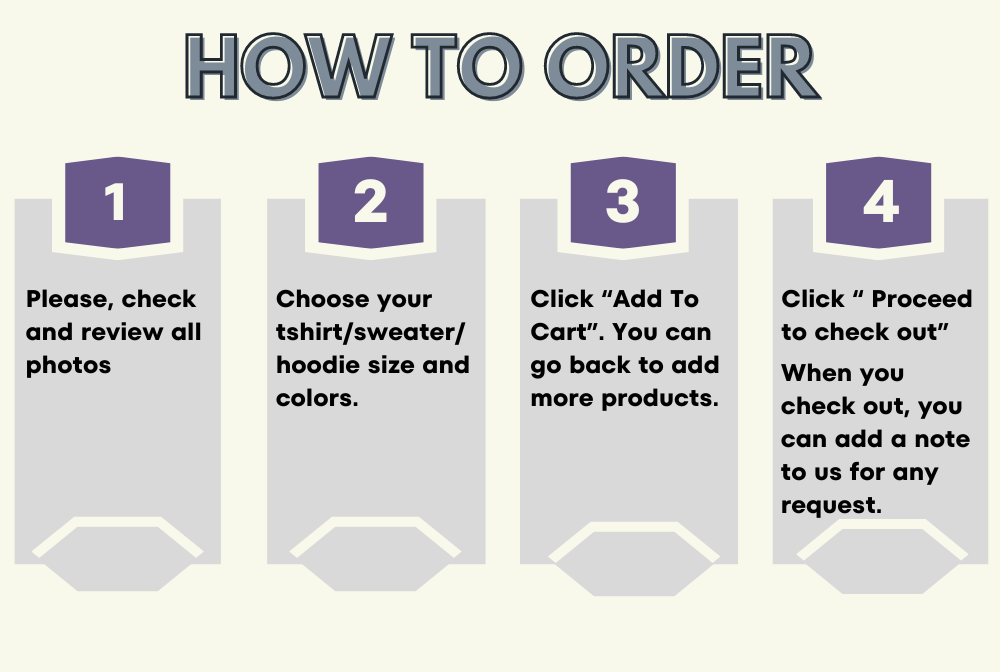 HOW TO ORDER
1
Please, check
and review all
photos
2
Choose your
tshirt/sweater/
hoodie size and
colors.
3
Click “Add To
Cart”. You can
go back to add
more products.
4
Click “ Proceed
to check out”
When you
check out, you
can add a note
to us for any
request.